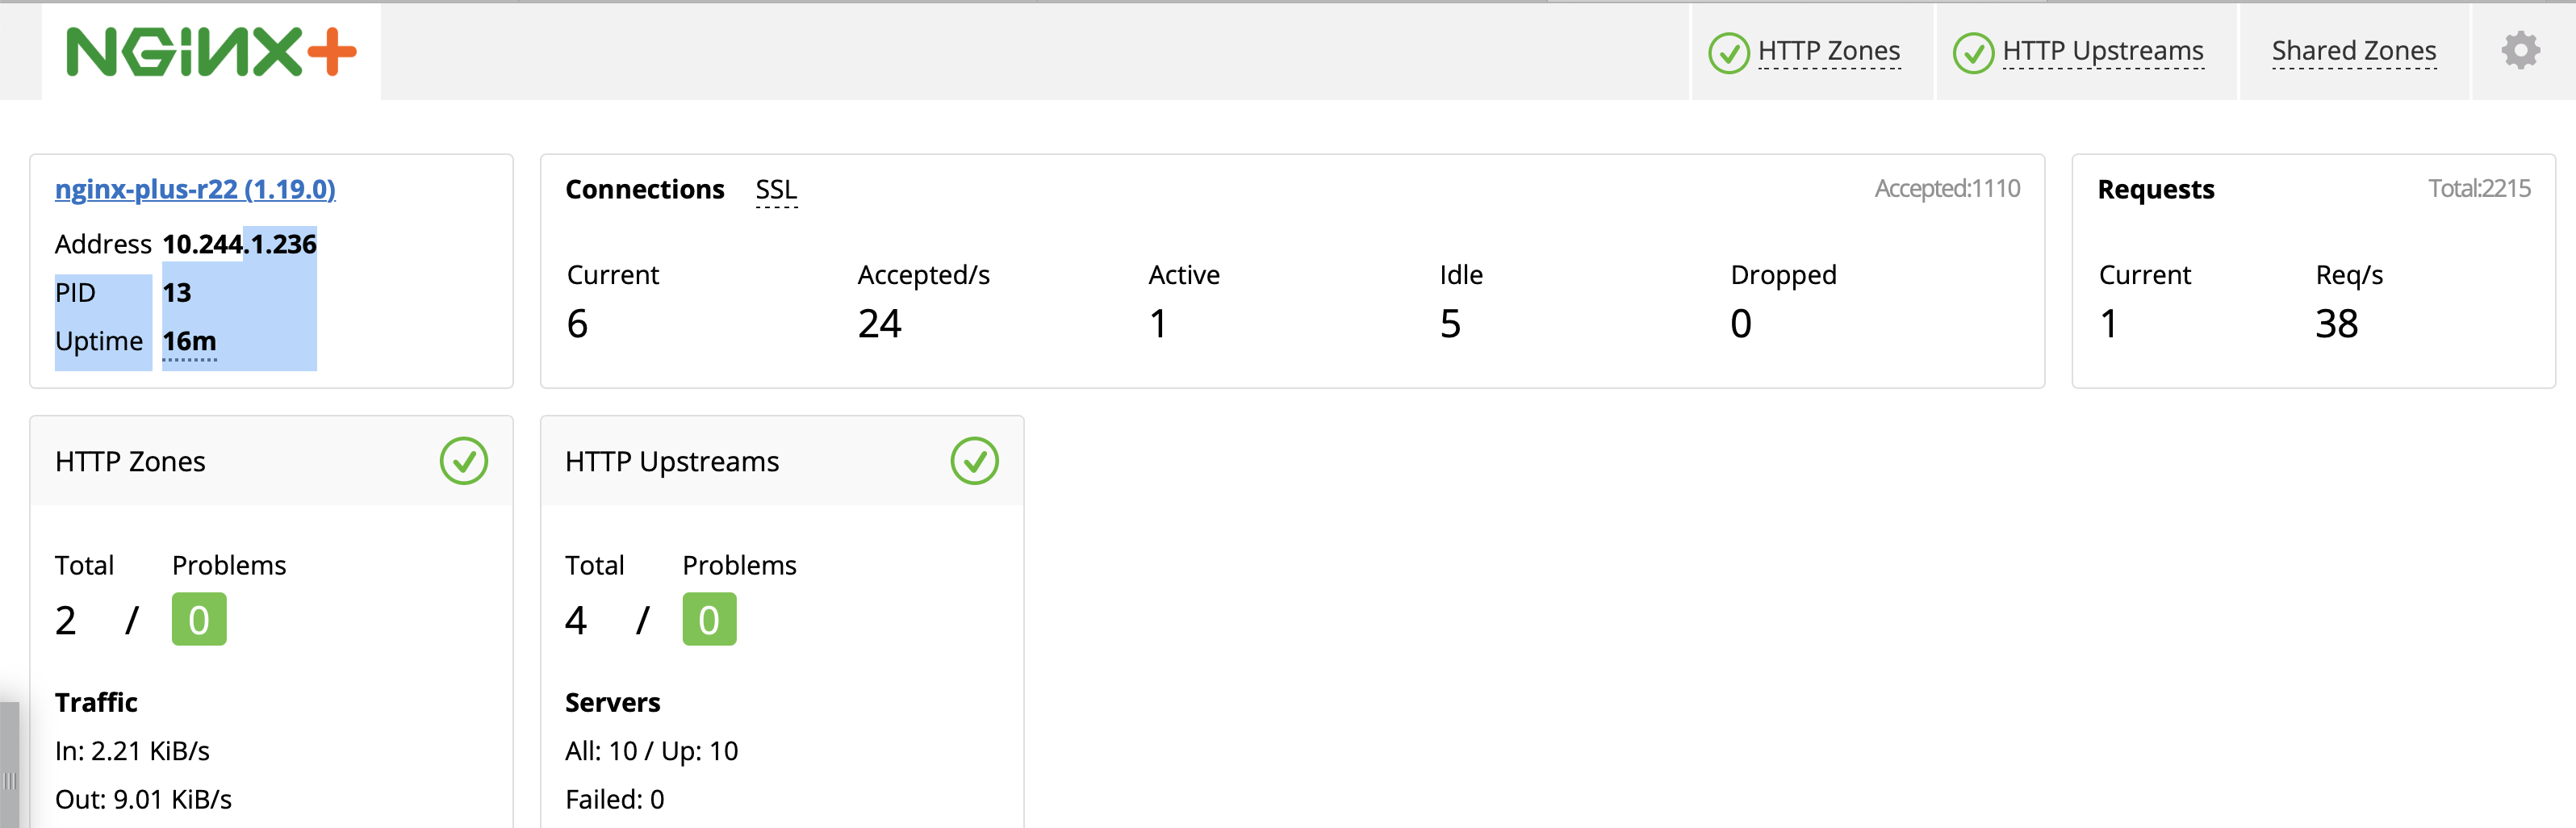 NGiNX+
HTTP Zones
HTTP Upstreams
Shared Zones
nginx-plus-r22 (1.19.0)
Address 10.244.1.236
PID 13
Uptime 16m
Connections SSL Accepted:1110
Current Accepted/s Active Idle Dropped
6 24 1 5 0
Requests Total:2215
Current Req/s
1 38
HTTP Zones
Total Problems
2 / 0
Traffic
In: 2.21 KiB/s
Out: 9.01 KiB/s
HTTP Upstreams
Total Problems
4 / 0
Servers
All: 10 / Up: 10
Failed: 0